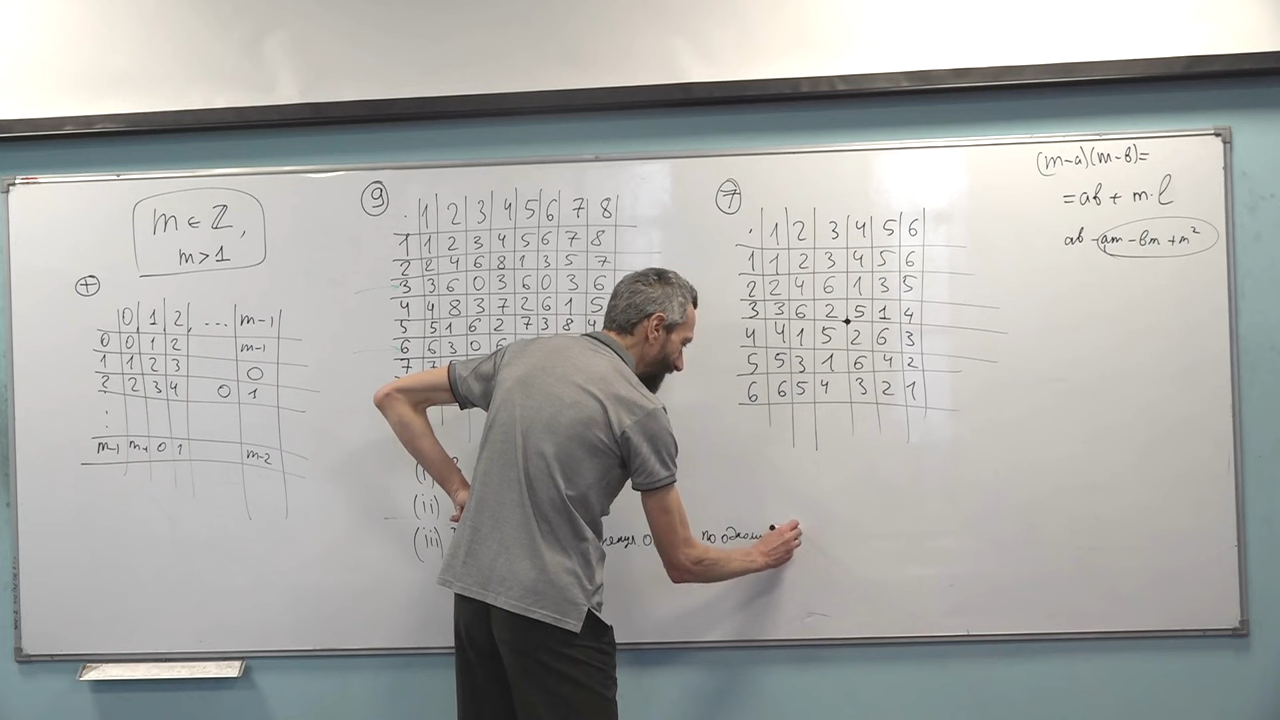 m ∈ ℤ,
m > 1
+
0 1 2 ... m-1
0 0 1 2 m-1
1 1 2 3 0
2 2 3 4 0 1
⋮
m-1 m-1 0 1 m-2
9
· 1 2 3 4 5 6 7 8
1 1 2 3 4 5 6 7 8
2 2 4 6 8 1 3 5 7
3 3 6 0 3 6 0 3 6
4 4 8 3 7 2 6 1 5
5 5 1 6 2 7 3 8 4
6 6 3 0 6
7 7
(i)
(ii)
(iii) по одном
7
· 1 2 3 4 5 6
1 1 2 3 4 5 6
2 2 4 6 1 3 5
3 3 6 2 5 1 4
4 4 1 5 2 6 3
5 5 3 1 6 4 2
6 6 5 4 3 2 1
(m-a)(m-b)=
=ab + m·l
ab -am -bm + m²